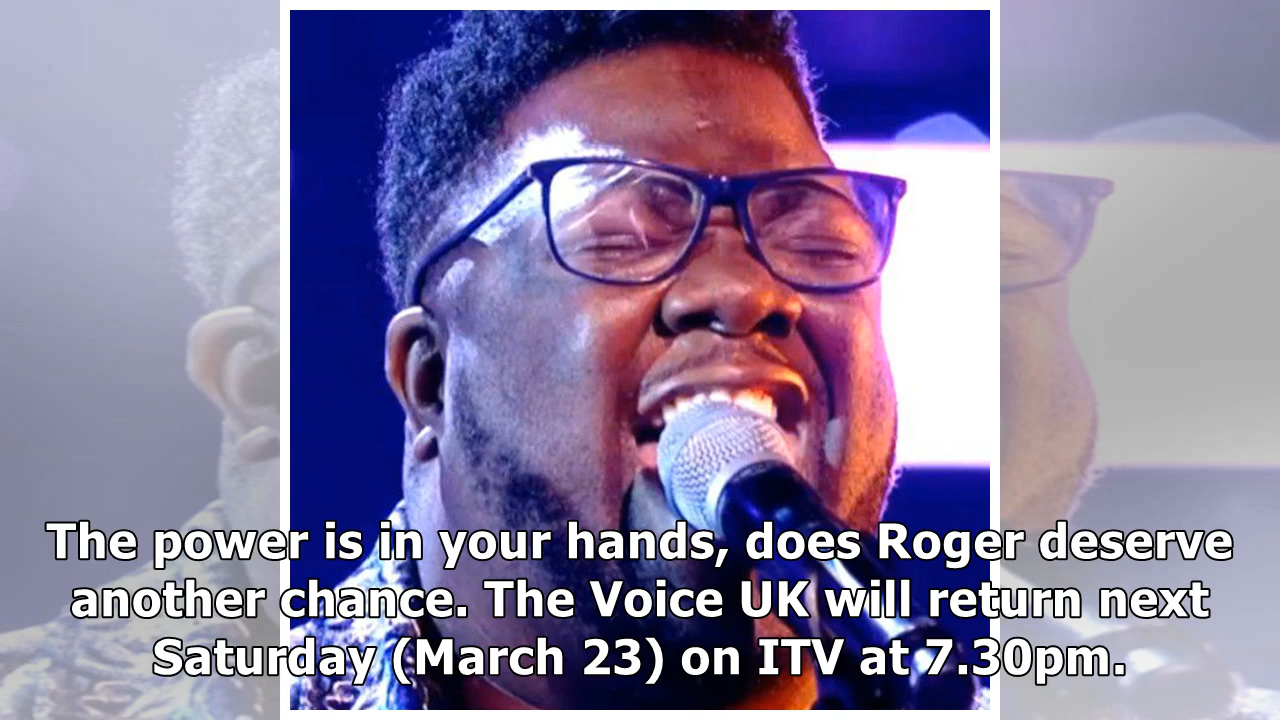 The power is in your hands, does Roger deserve
another chance. The Voice UK will return next
Saturday (March 23) on ITV at 7.30pm.